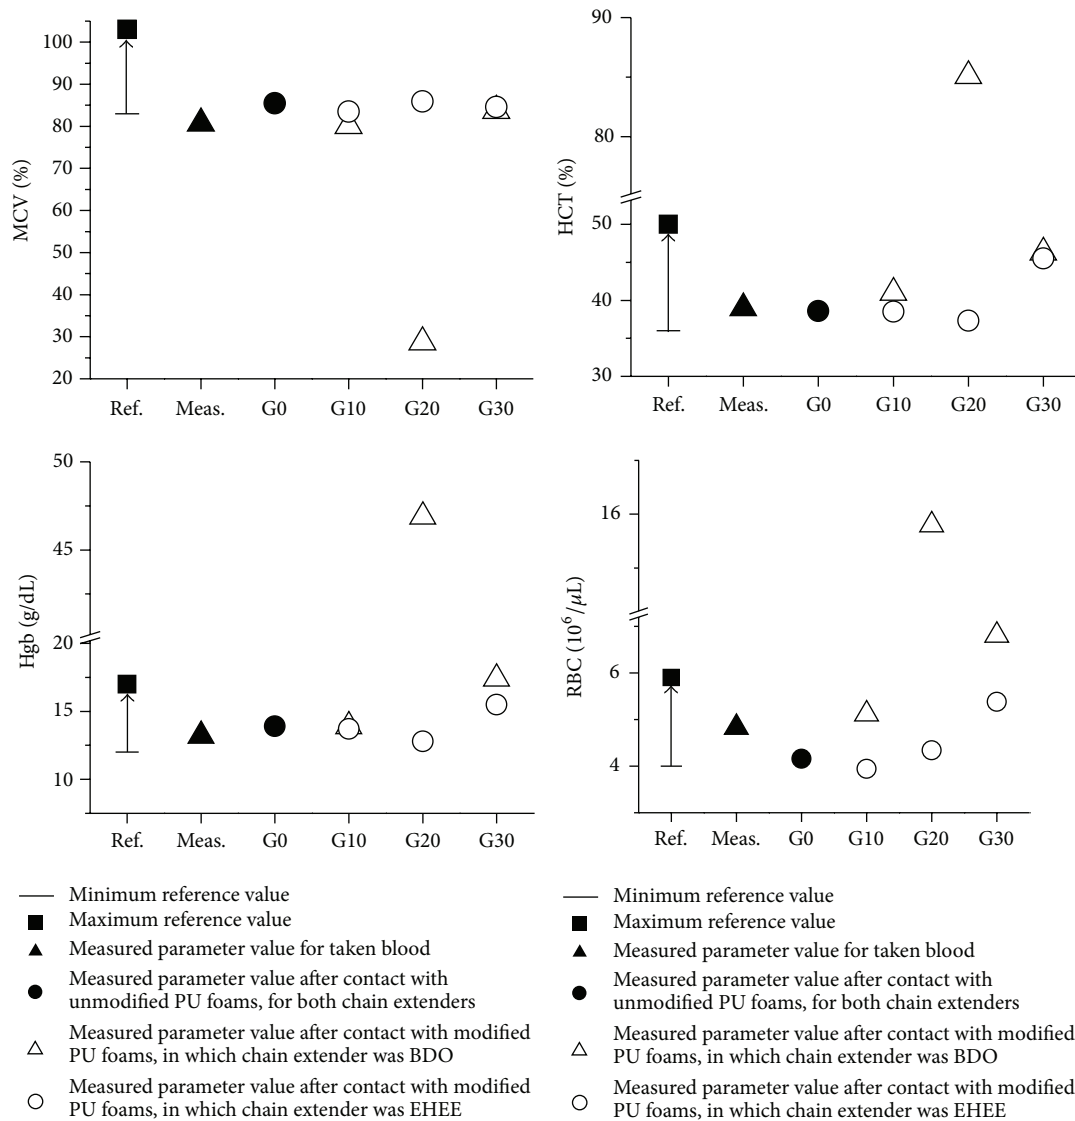 MCV (%)
100
90
80
70
60
50
40
30
20
Ref. Meas. G0 G10 G20 G30
HCT (%)
90
80
50
40
30
Ref. Meas. G0 G10 G20 G30
Hgb (g/dL)
50
45
20
15
10
Ref. Meas. G0 G10 G20 G30
RBC (10⁶/μL)
16
6
4
Ref. Meas. G0 G10 G20 G30
Minimum reference value
Maximum reference value
Measured parameter value for taken blood
Measured parameter value after contact with
unmodified PU foams, for both chain extenders
Measured parameter value after contact with modified
PU foams, in which chain extender was BDO
Measured parameter value after contact with modified
PU foams, in which chain extender was EHEE
Minimum reference value
Maximum reference value
Measured parameter value for taken blood
Measured parameter value after contact with
unmodified PU foams, for both chain extenders
Measured parameter value after contact with modified
PU foams, in which chain extender was BDO
Measured parameter value after contact with modified
PU foams, in which chain extender was EHEE